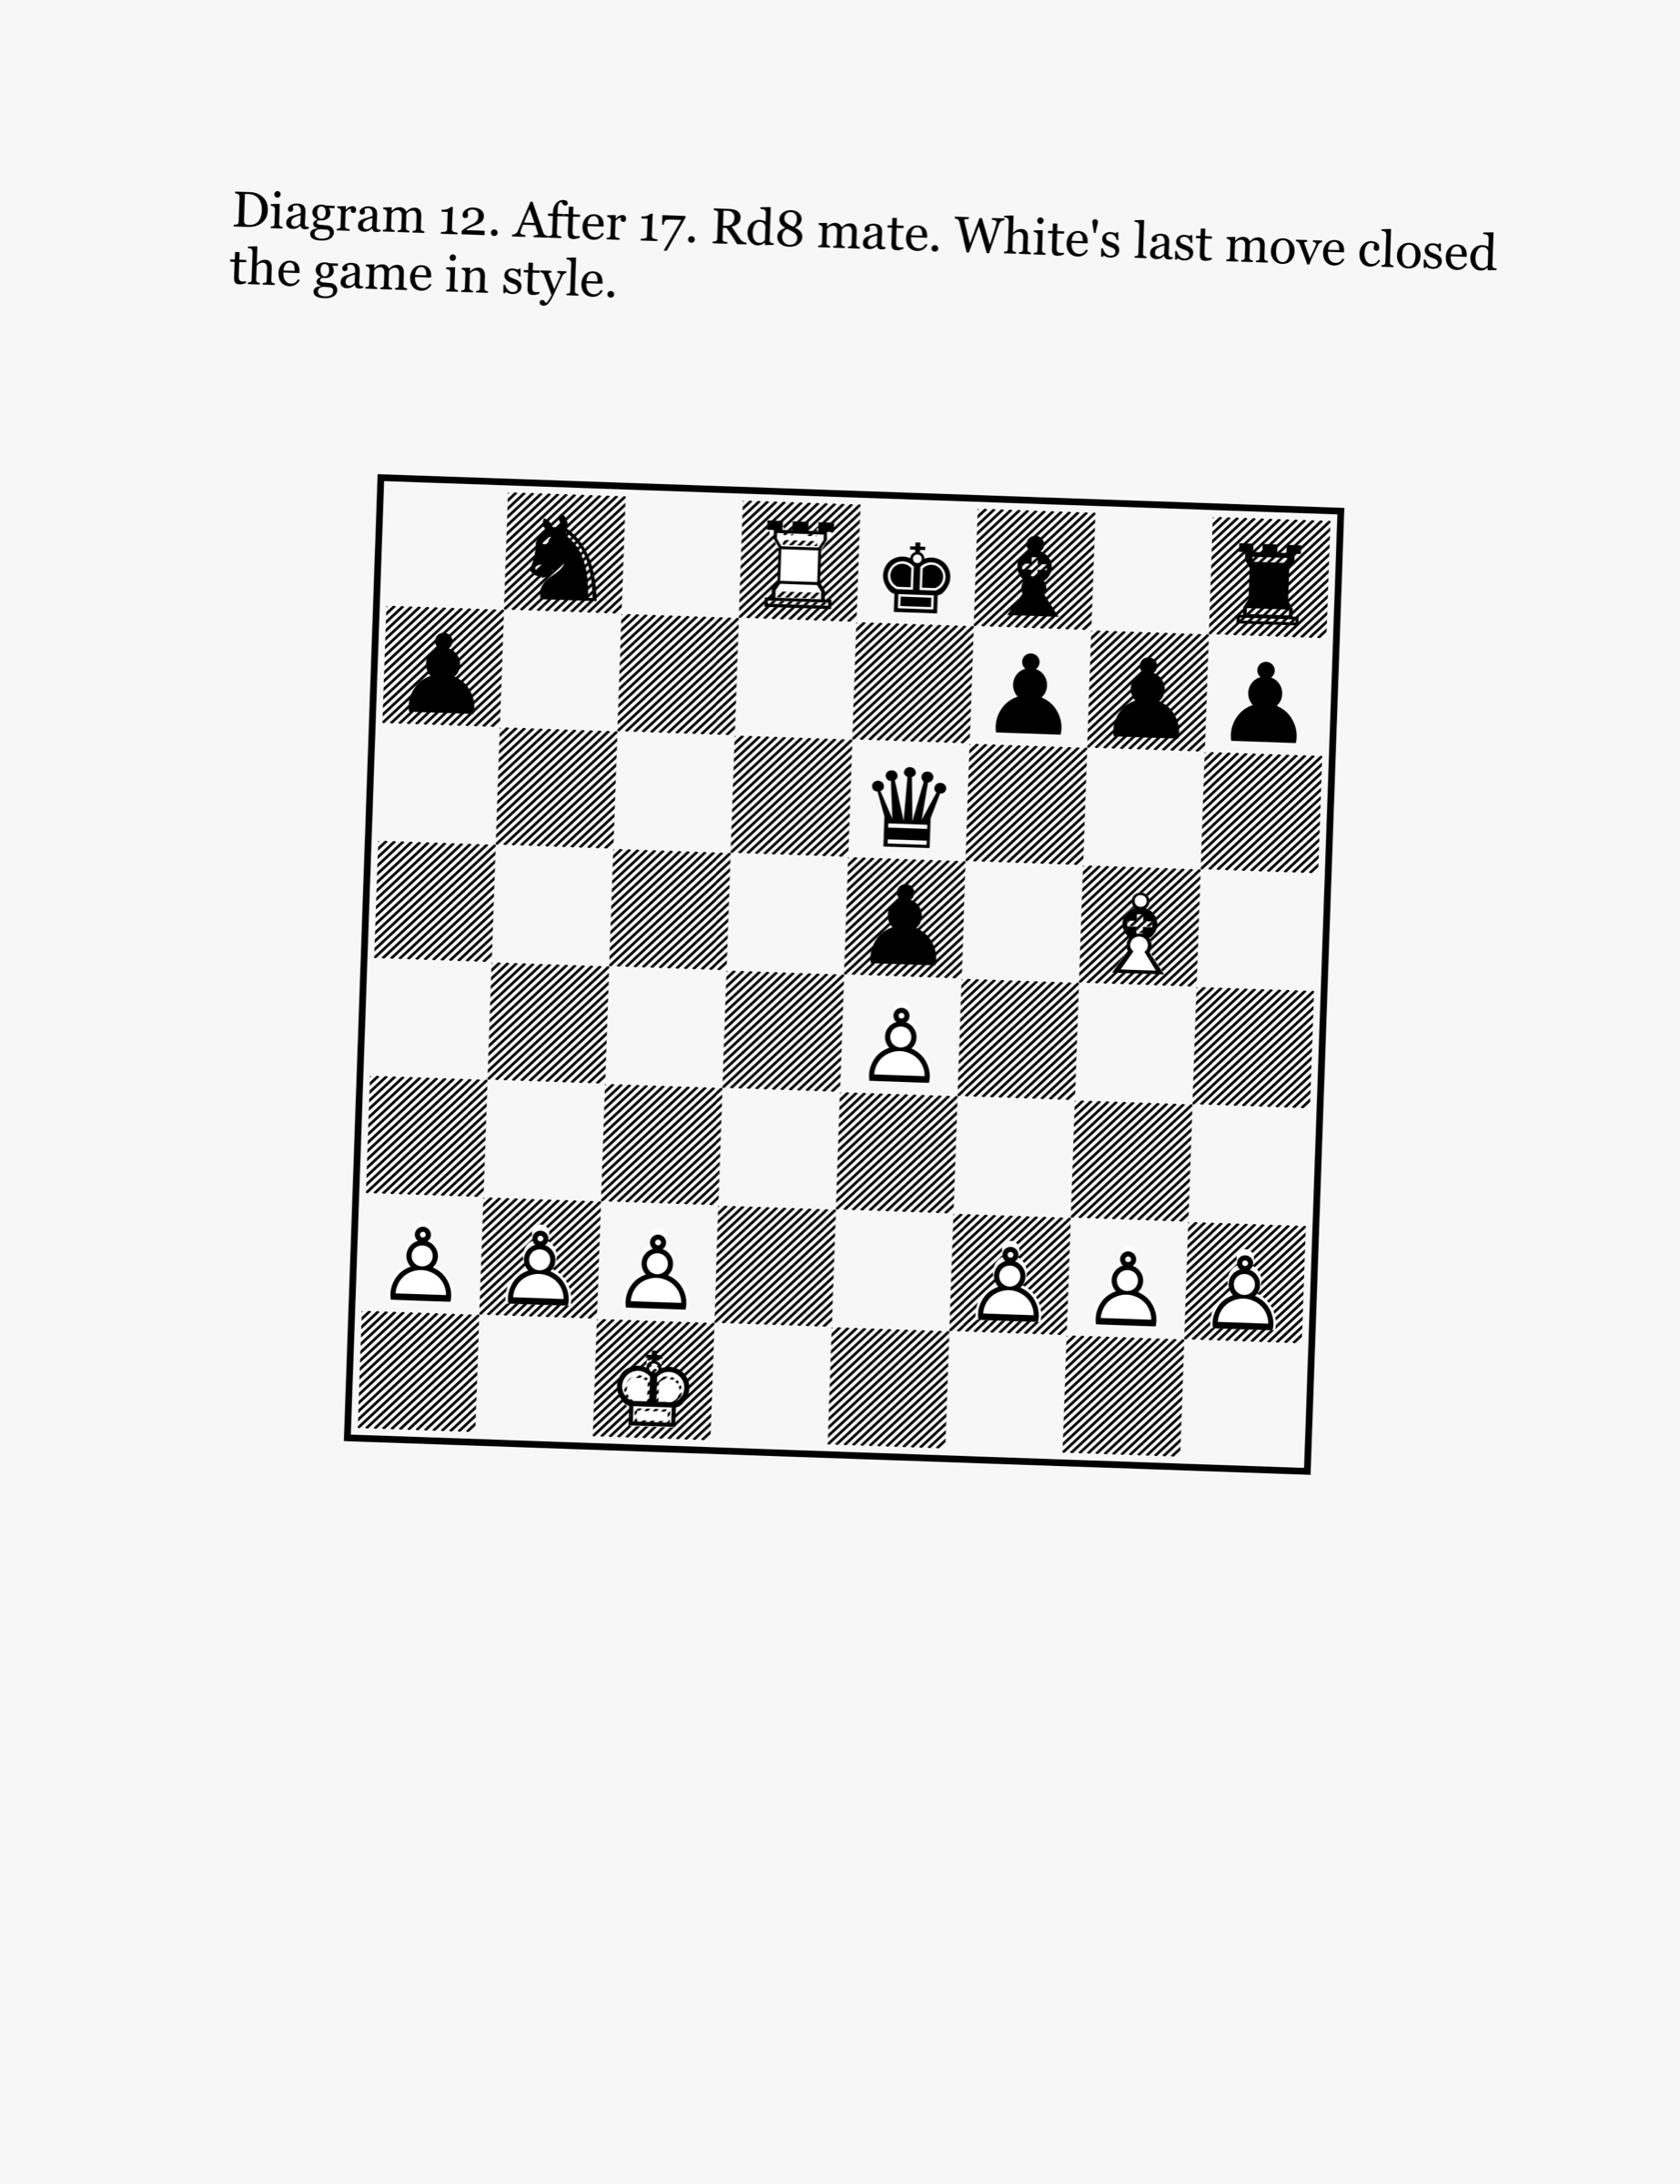 Diagram 12. After 17. Rd8 mate. White's last move closed
the game in style.